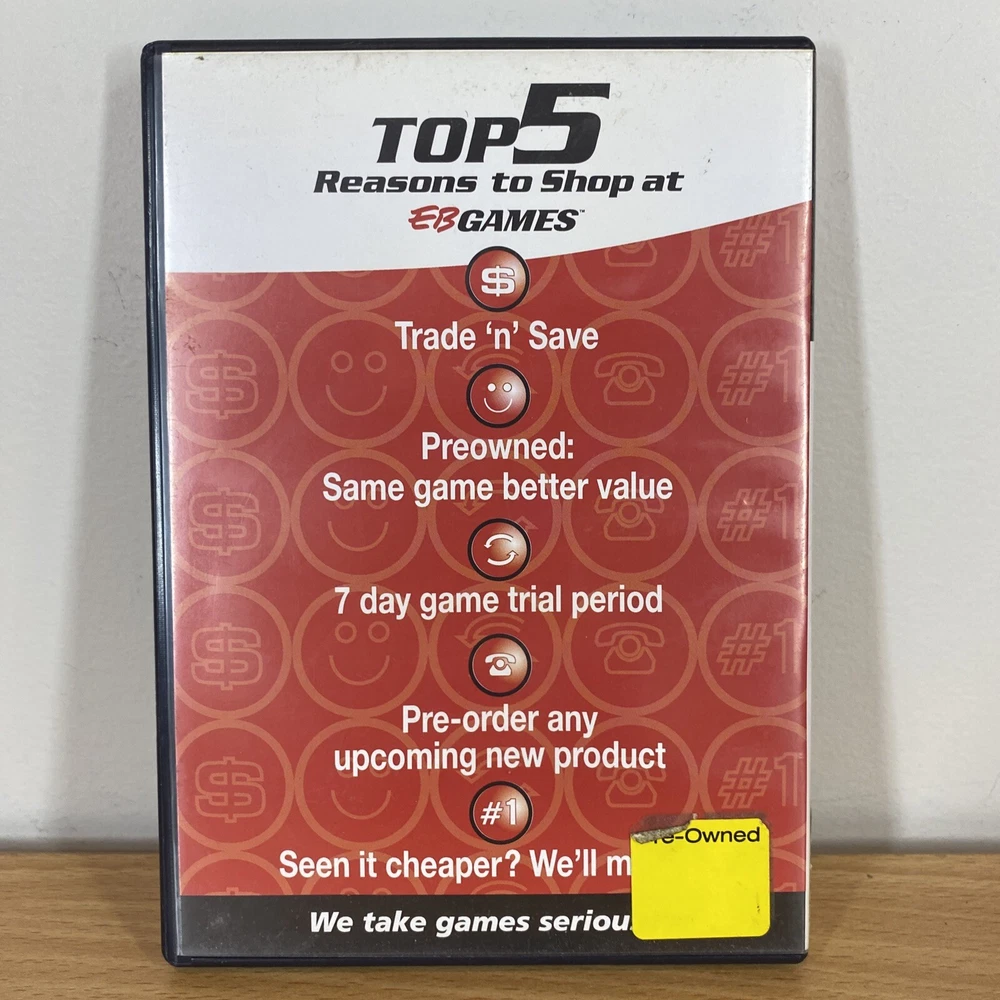 TOP5
Reasons to Shop at
EBGAMES™
$
Trade ‘n’ Save
Preowned:
Same game better value
7 day game trial period
Pre-order any
upcoming new product
#1
Seen it cheaper? We’ll m
We take games seriou
e-Owned